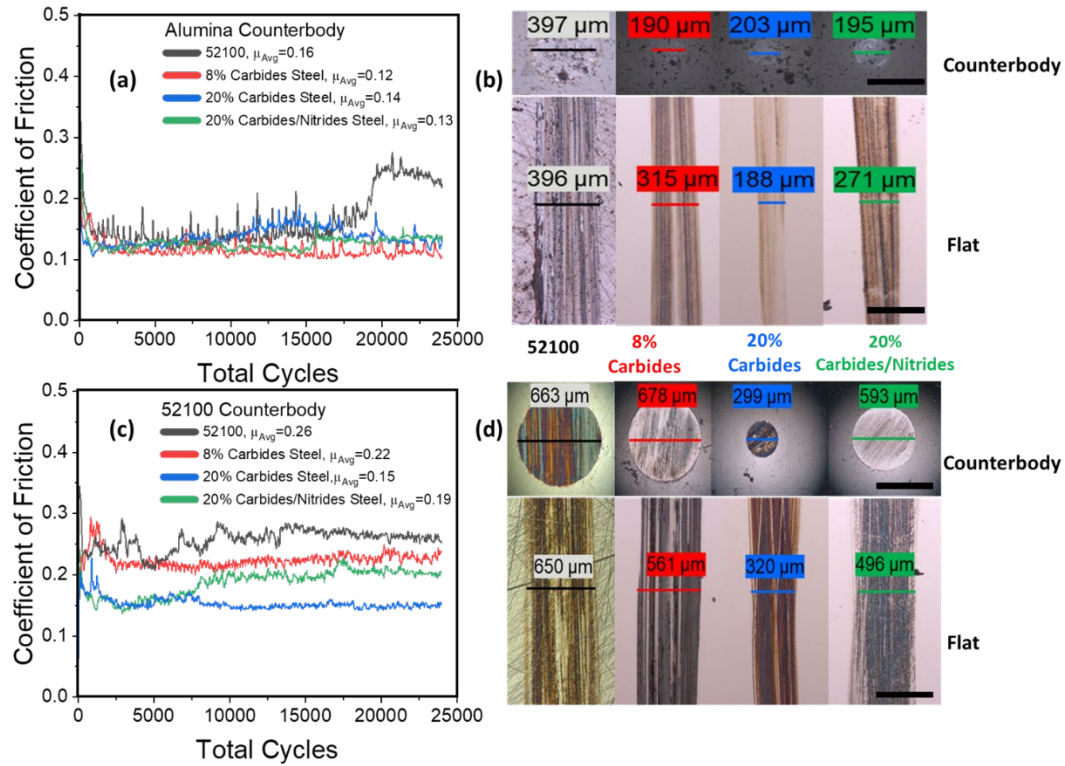 (a)
Alumina Counterbody
52100, μAvg=0.16
8% Carbides Steel, μAvg=0.12
20% Carbides Steel, μAvg=0.14
20% Carbides/Nitrides Steel, μAvg=0.13
Coefficient of Friction
0.5
0.4
0.3
0.2
0.1
0.0
0 5000 10000 15000 20000 25000
Total Cycles
(b)
397 μm 190 μm 203 μm 195 μm
Counterbody
396 μm 315 μm 188 μm 271 μm
Flat
52100 8% Carbides 20% Carbides 20% Carbides/Nitrides
(c)
52100 Counterbody
52100, μAvg=0.26
8% Carbides Steel, μAvg=0.22
20% Carbides Steel,μAvg=0.15
20% Carbides/Nitrides Steel, μAvg=0.19
Coefficient of Friction
0.5
0.4
0.3
0.2
0.1
0.0
0 5000 10000 15000 20000 25000
Total Cycles
(d)
663 μm 678 μm 299 μm 593 μm
Counterbody
650 μm 561 μm 320 μm 496 μm
Flat